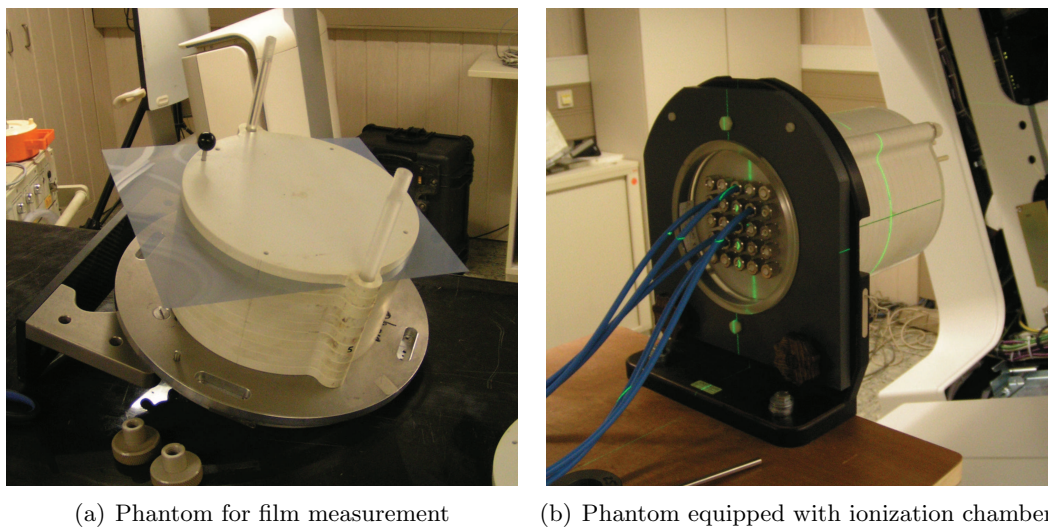 (a) Phantom for film measurement
(b) Phantom equipped with ionization chamber